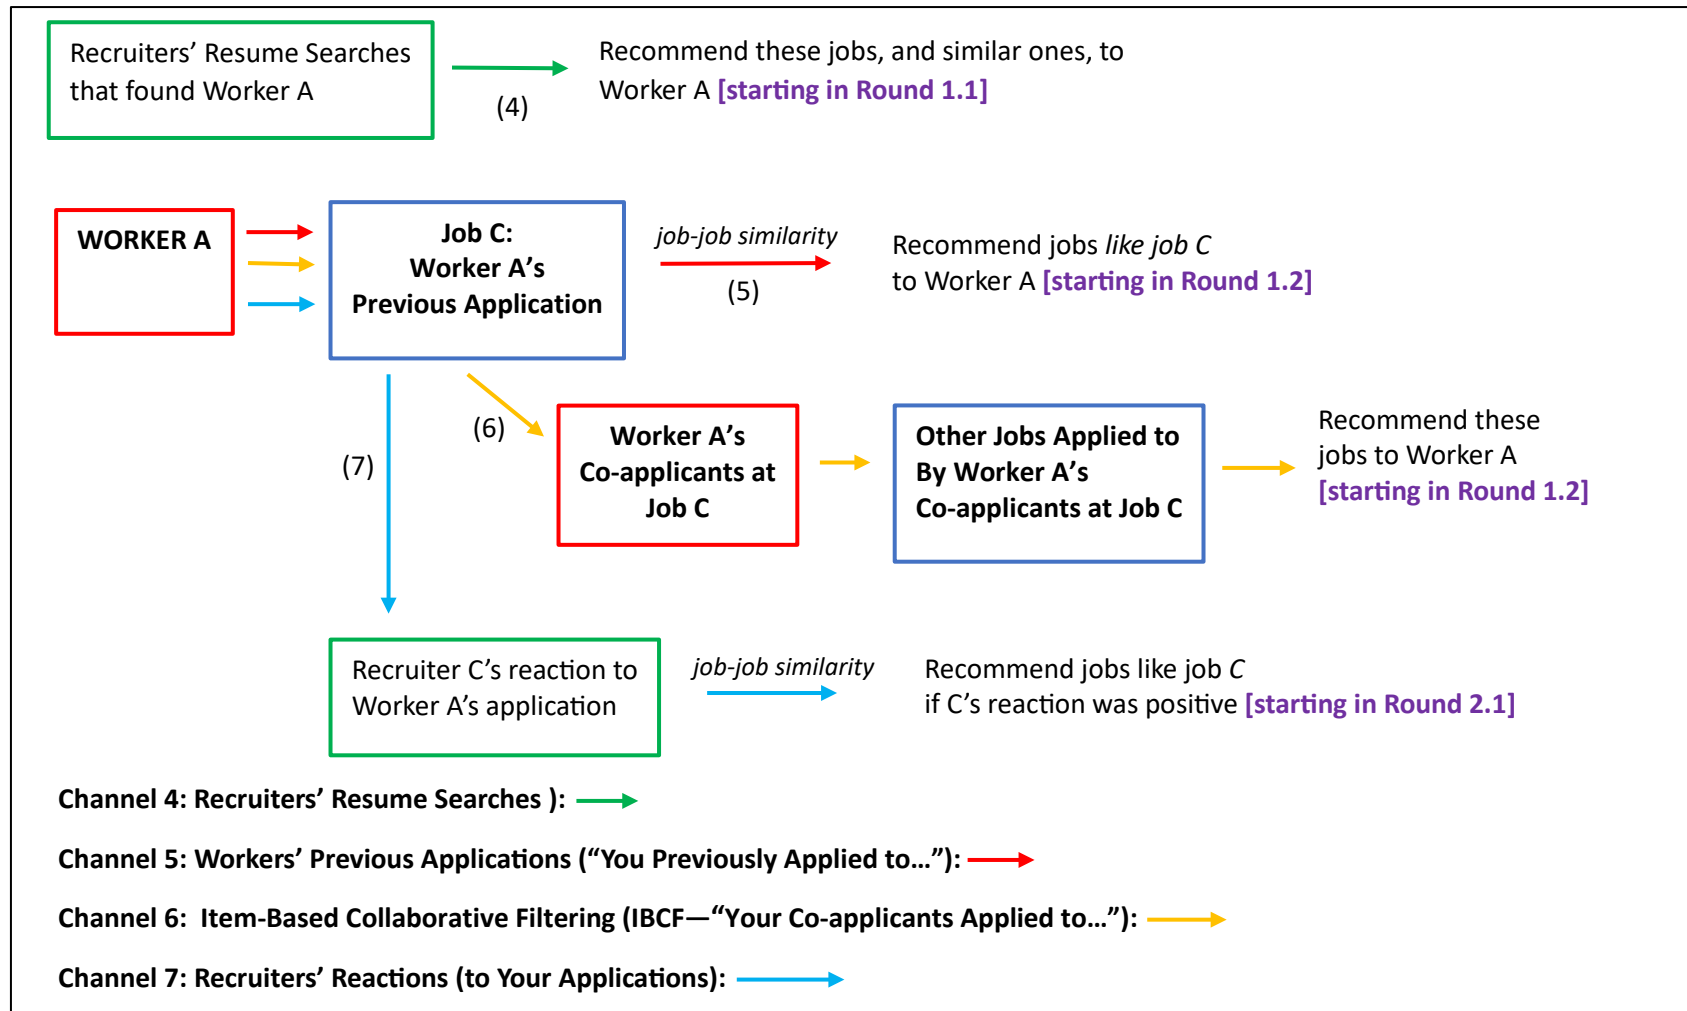 Recruiters’ Resume Searches
that found Worker A
(4)
Recommend these jobs, and similar ones, to
Worker A [starting in Round 1.1]
WORKER A
Job C:
Worker A’s
Previous Application
job-job similarity
(5)
Recommend jobs like job C
to Worker A [starting in Round 1.2]
(7)
(6)
Worker A’s
Co-applicants at
Job C
Other Jobs Applied to
By Worker A’s
Co-applicants at Job C
Recommend these
jobs to Worker A
[starting in Round 1.2]
Recruiter C’s reaction to
Worker A’s application
job-job similarity
Recommend jobs like job C
if C’s reaction was positive [starting in Round 2.1]
Channel 4: Recruiters’ Resume Searches ):
Channel 5: Workers’ Previous Applications (“You Previously Applied to…”):
Channel 6:  Item-Based Collaborative Filtering (IBCF—“Your Co-applicants Applied to…”):
Channel 7: Recruiters’ Reactions (to Your Applications):